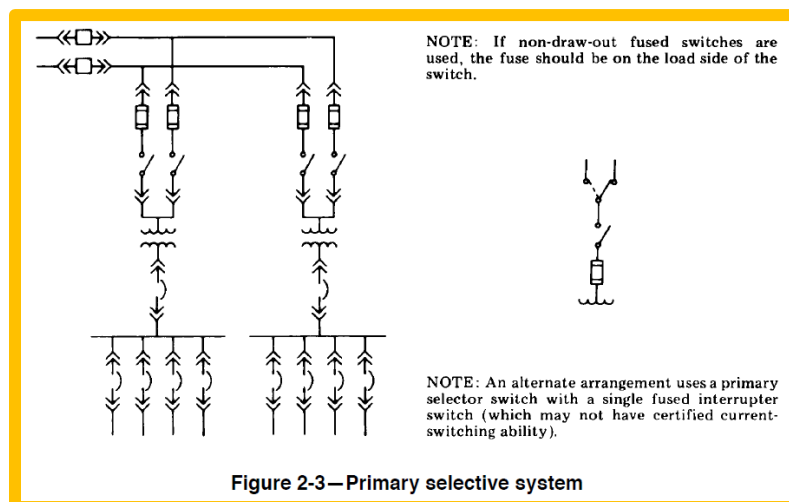 NOTE: If non-draw-out fused switches are
used, the fuse should be on the load side of the
switch.
NOTE: An alternate arrangement uses a primary
selector switch with a single fused interrupter
switch (which may not have certified current-
switching ability).
Figure 2-3—Primary selective system